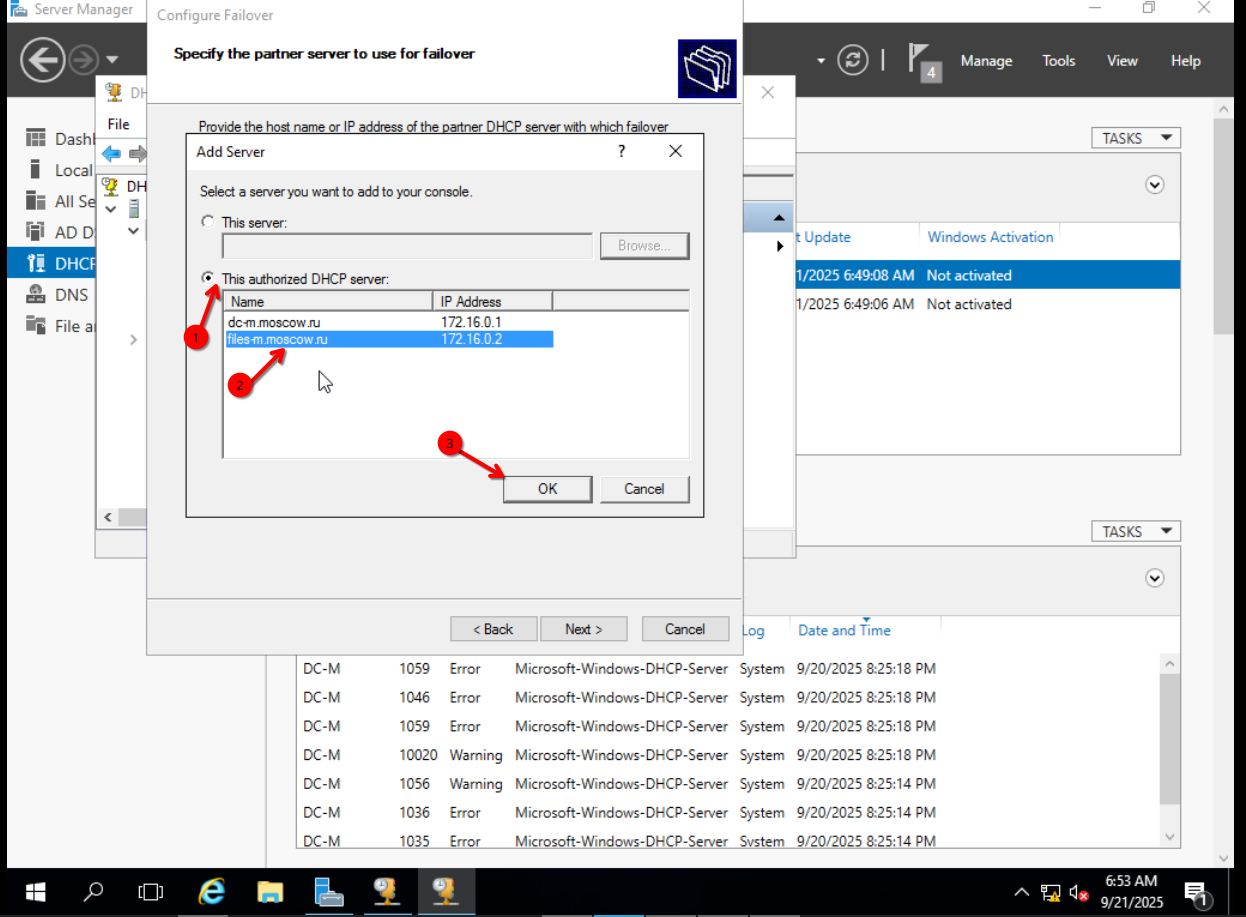 Server Manager
Configure Failover
Specify the partner server to use for failover
4
Manage
Tools
View
Help
DH
File
Provide the host name or IP address of the partner DHCP server with which failover
Add Server
?
Select a server you want to add to your console.
This server:
Browse...
This authorized DHCP server:
Name
IP Address
dc-m.moscow.ru
172.16.0.1
files-m.moscow.ru
172.16.0.2
1
2
3
OK
Cancel
< Back
Next >
Cancel
Dash
Local
All Se
AD D
DHCP
DNS
File a
DH
TASKS
t Update
Windows Activation
1/2025 6:49:08 AM
Not activated
1/2025 6:49:06 AM
Not activated
TASKS
Log
Date and Time
DC-M 1059 Error Microsoft-Windows-DHCP-Server System 9/20/2025 8:25:18 PM
DC-M 1046 Error Microsoft-Windows-DHCP-Server System 9/20/2025 8:25:18 PM
DC-M 1059 Error Microsoft-Windows-DHCP-Server System 9/20/2025 8:25:18 PM
DC-M 10020 Warning Microsoft-Windows-DHCP-Server System 9/20/2025 8:25:18 PM
DC-M 1056 Warning Microsoft-Windows-DHCP-Server System 9/20/2025 8:25:14 PM
DC-M 1036 Error Microsoft-Windows-DHCP-Server System 9/20/2025 8:25:14 PM
DC-M 1035 Error Microsoft-Windows-DHCP-Server System 9/20/2025 8:25:14 PM
6:53 AM
9/21/2025
1